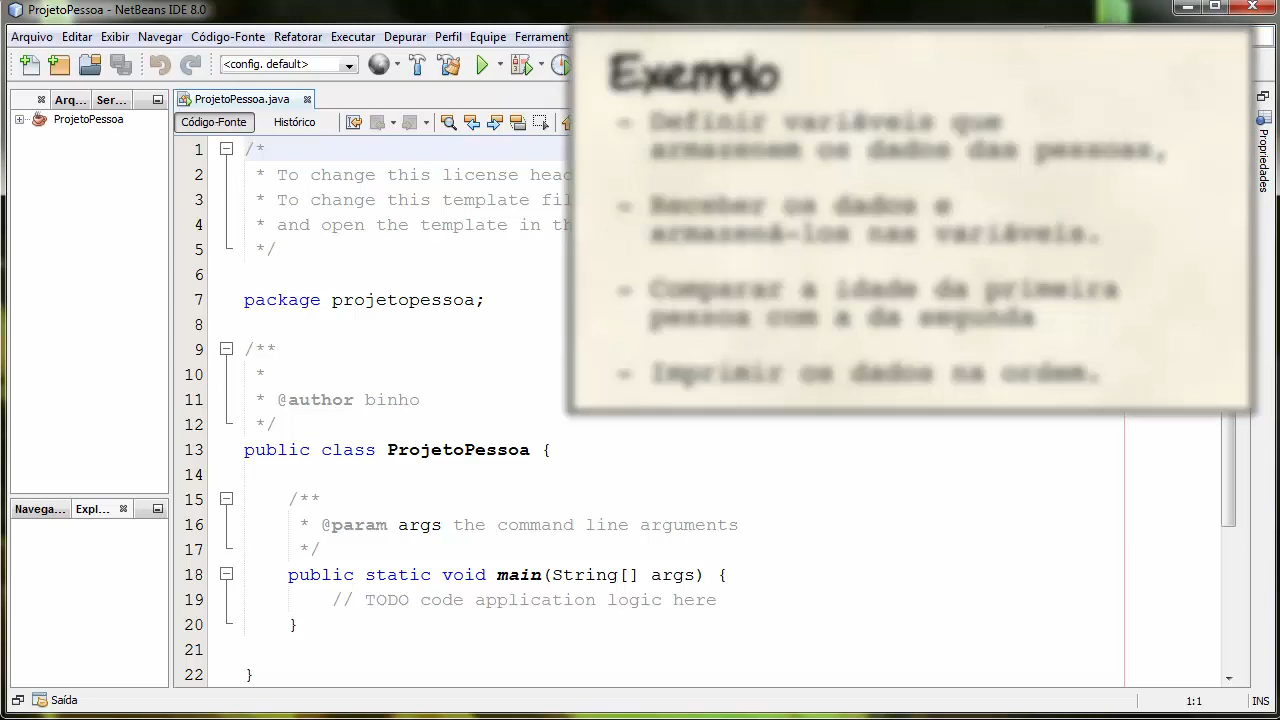 ProjetoPessoa - NetBeans IDE 8.0
Arquivo Editar Exibir Navegar Código-Fonte Refatorar Executar Depurar Perfil Equipe Ferrament
<config. default>
Arq... Ser...
ProjetoPessoa.java
ProjetoPessoa
Código-Fonte Histórico
Propriedades
Exemplo
- Definir variáveis que
armazenem os dados das pessoas,
- Receber os dados e
armazená-los nas variáveis.
- Comparar a idade da primeira
pessoa com a da segunda
- Imprimir os dados na ordem.
1 /*
2 * To change this license head
3 * To change this template fil
4 * and open the template in th
5 */
6
7 package projetopessoa;
8
9 /**
10 *
11 * @author binho
12 */
13 public class ProjetoPessoa {
14
15 /**
16 * @param args the command line arguments
17 */
18 public static void main(String[] args) {
19 // TODO code application logic here
20 }
21
22 }
Navega... Expl...
Saída
1:1 INS